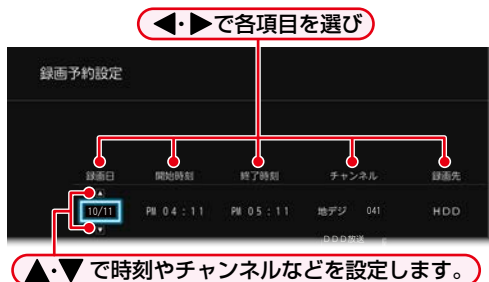 ◀・▶で各項目を選び
録画予約設定
録画日 開始時刻 終了時刻 チャンネル 録画先
10/11 PM 04:11 PM 05:11 地デジ 041 HDD
DDD放送
▲・▼で時刻やチャンネルなどを設定します。